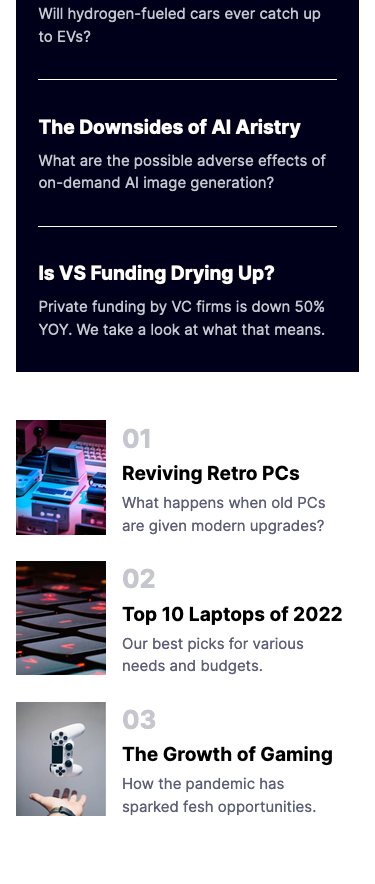 Will hydrogen-fueled cars ever catch up
to EVs?
The Downsides of AI Aristry
What are the possible adverse effects of
on-demand AI image generation?
Is VS Funding Drying Up?
Private funding by VC firms is down 50%
YOY. We take a look at what that means.
01
Reviving Retro PCs
What happens when old PCs
are given modern upgrades?
02
Top 10 Laptops of 2022
Our best picks for various
needs and budgets.
03
The Growth of Gaming
How the pandemic has
sparked fesh opportunities.